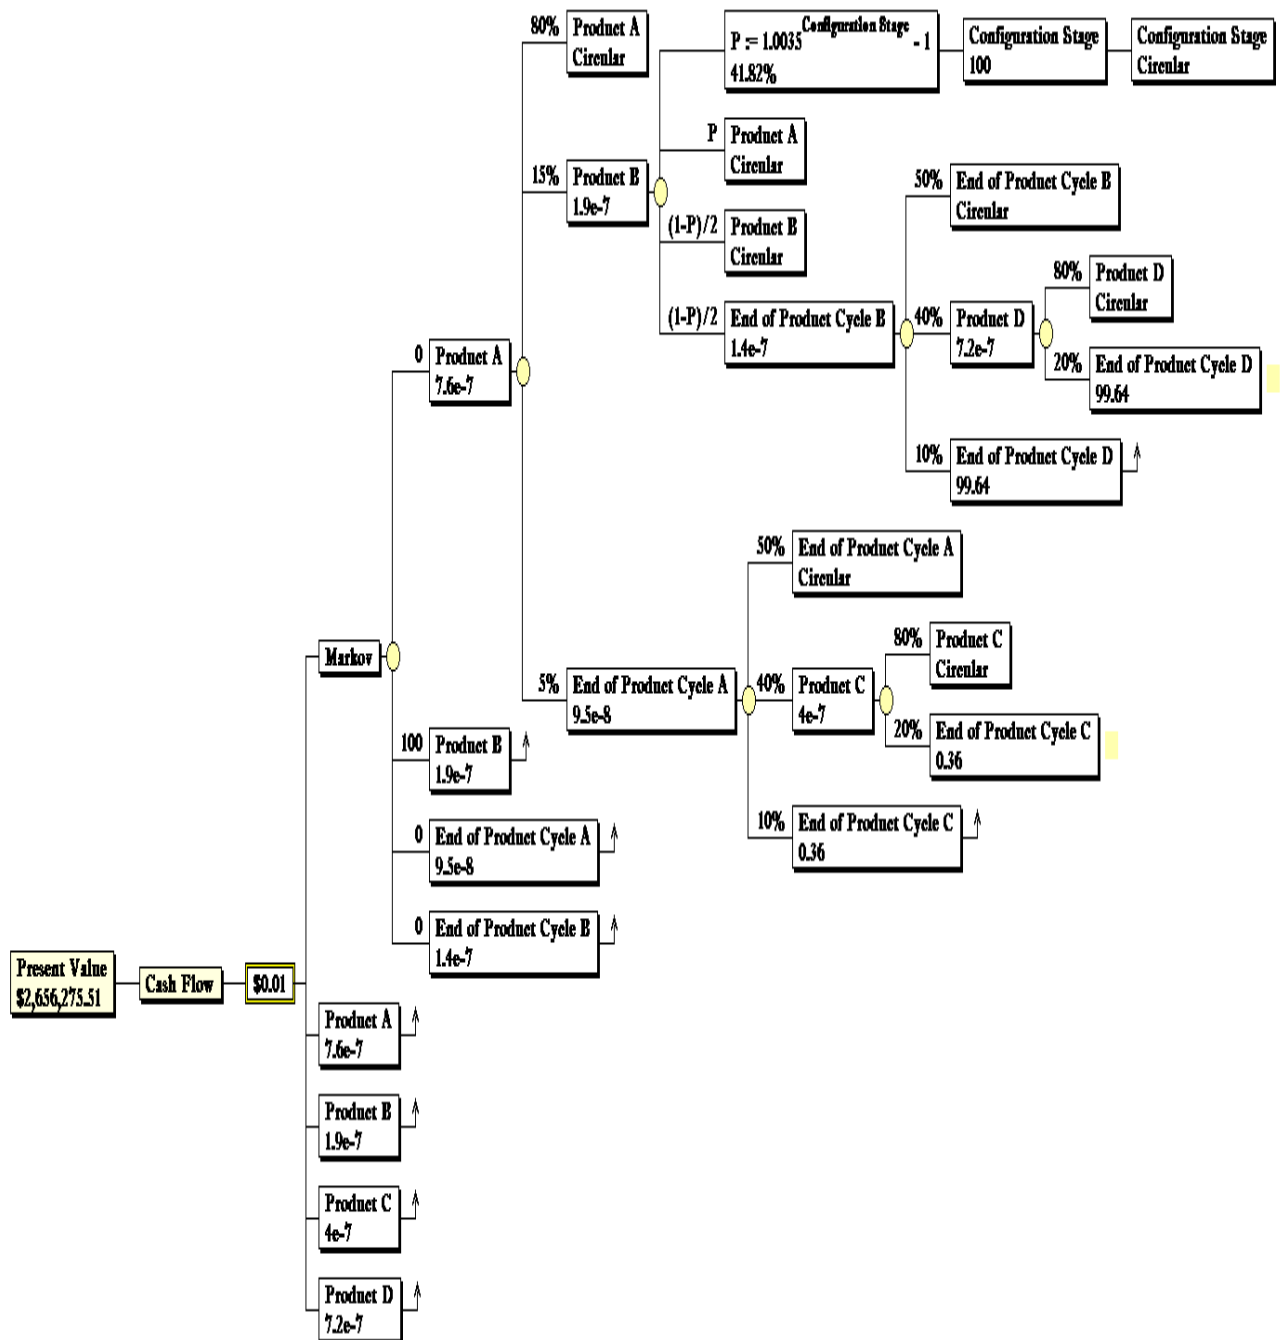 80%
Product A
Circular
P := 1.0035^Configuration Stage - 1
41.82%
Configuration Stage
100
Configuration Stage
Circular
P
Product A
Circular
15%
Product B
1.9e-7
(1-P)/2
Product B
Circular
50%
End of Product Cycle B
Circular
80%
Product D
Circular
(1-P)/2
End of Product Cycle B
1.4e-7
40%
Product D
7.2e-7
20%
End of Product Cycle D
99.64
0
Product A
7.6e-7
10%
End of Product Cycle D
99.64
50%
End of Product Cycle A
Circular
80%
Product C
Circular
Markov
5%
End of Product Cycle A
9.5e-8
40%
Product C
4e-7
20%
End of Product Cycle C
0.36
100
Product B
1.9e-7
10%
End of Product Cycle C
0.36
0
End of Product Cycle A
9.5e-8
0
End of Product Cycle B
1.4e-7
Present Value
$2,656,275.51
Cash Flow
$0.01
Product A
7.6e-7
Product B
1.9e-7
Product C
4e-7
Product D
7.2e-7